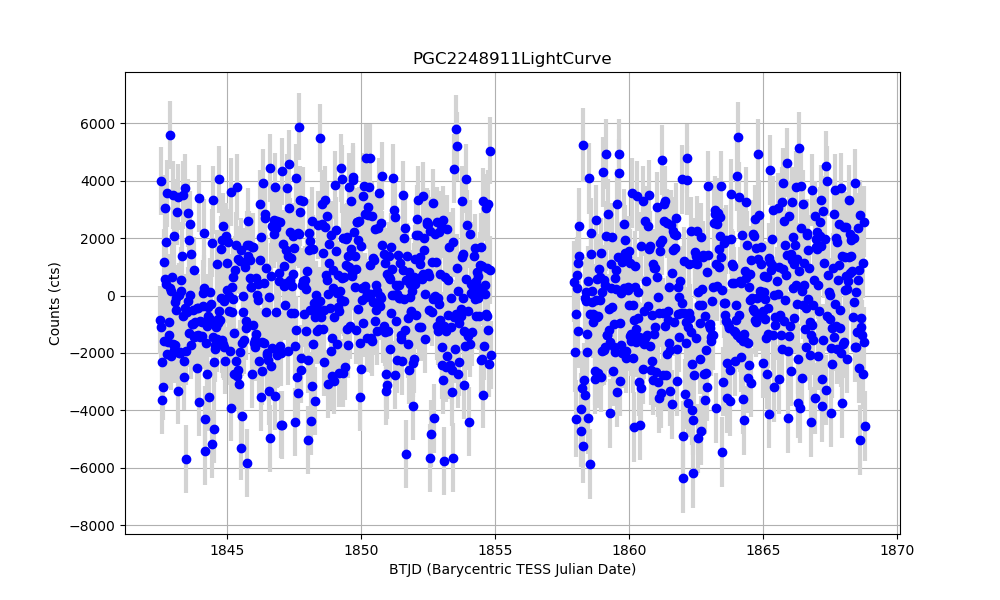 PGC2248911LightCurve
Counts (cts)
6000
4000
2000
0
−2000
−4000
−6000
−8000
1845 1850 1855 1860 1865 1870
BTJD (Barycentric TESS Julian Date)